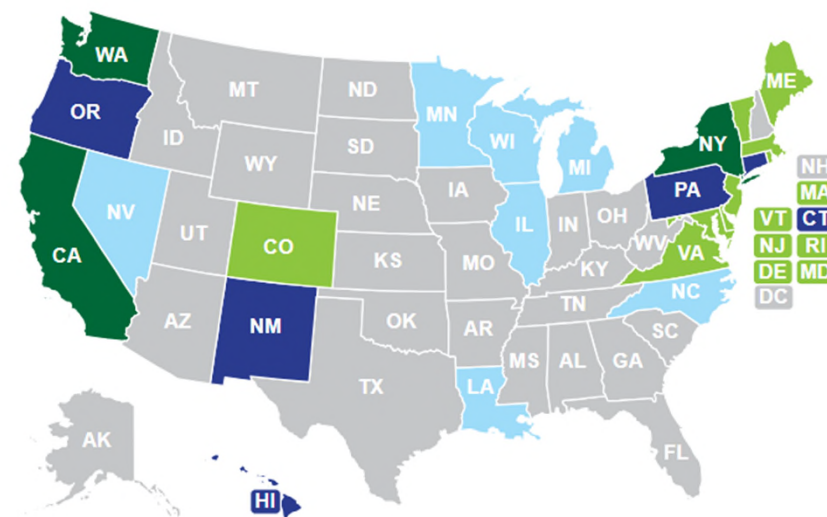 WA
ME
MT
ND
OR
MN
ID
NY
WI
SD
MI
NH
WY
PA
MA
IA
NE
VT CT
NV
IL
IN
OH
UT
CO
WV
VA
NJ RI
CA
KS
MO
KY
DE MD
NC
DC
TN
AZ
NM
OK
AR
SC
MS
AL
GA
TX
LA
AK
FL
HI